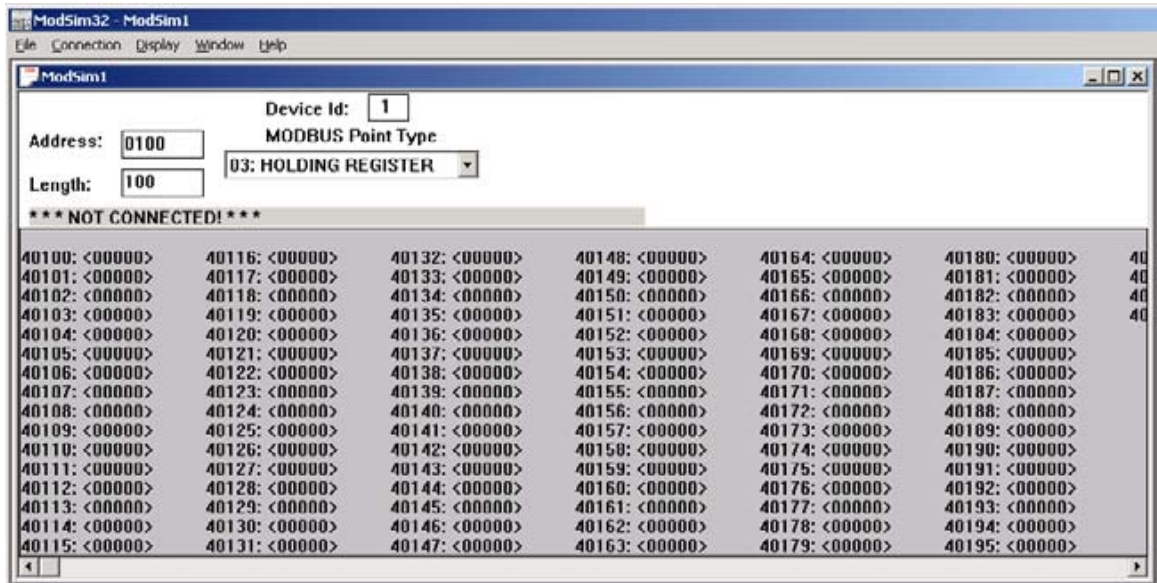 ModSim32 - ModSim1
File Connection Display Window Help
ModSim1
Device Id: 1
Address: 0100
MODBUS Point Type
03: HOLDING REGISTER
Length: 100
* * * NOT CONNECTED! * * *
40100: <00000> 40116: <00000> 40132: <00000> 40148: <00000> 40164: <00000> 40180: <00000> 40
40101: <00000> 40117: <00000> 40133: <00000> 40149: <00000> 40165: <00000> 40181: <00000> 40
40102: <00000> 40118: <00000> 40134: <00000> 40150: <00000> 40166: <00000> 40182: <00000> 40
40103: <00000> 40119: <00000> 40135: <00000> 40151: <00000> 40167: <00000> 40183: <00000> 40
40104: <00000> 40120: <00000> 40136: <00000> 40152: <00000> 40168: <00000> 40184: <00000>
40105: <00000> 40121: <00000> 40137: <00000> 40153: <00000> 40169: <00000> 40185: <00000>
40106: <00000> 40122: <00000> 40138: <00000> 40154: <00000> 40170: <00000> 40186: <00000>
40107: <00000> 40123: <00000> 40139: <00000> 40155: <00000> 40171: <00000> 40187: <00000>
40108: <00000> 40124: <00000> 40140: <00000> 40156: <00000> 40172: <00000> 40188: <00000>
40109: <00000> 40125: <00000> 40141: <00000> 40157: <00000> 40173: <00000> 40189: <00000>
40110: <00000> 40126: <00000> 40142: <00000> 40158: <00000> 40174: <00000> 40190: <00000>
40111: <00000> 40127: <00000> 40143: <00000> 40159: <00000> 40175: <00000> 40191: <00000>
40112: <00000> 40128: <00000> 40144: <00000> 40160: <00000> 40176: <00000> 40192: <00000>
40113: <00000> 40129: <00000> 40145: <00000> 40161: <00000> 40177: <00000> 40193: <00000>
40114: <00000> 40130: <00000> 40146: <00000> 40162: <00000> 40178: <00000> 40194: <00000>
40115: <00000> 40131: <00000> 40147: <00000> 40163: <00000> 40179: <00000> 40195: <00000>